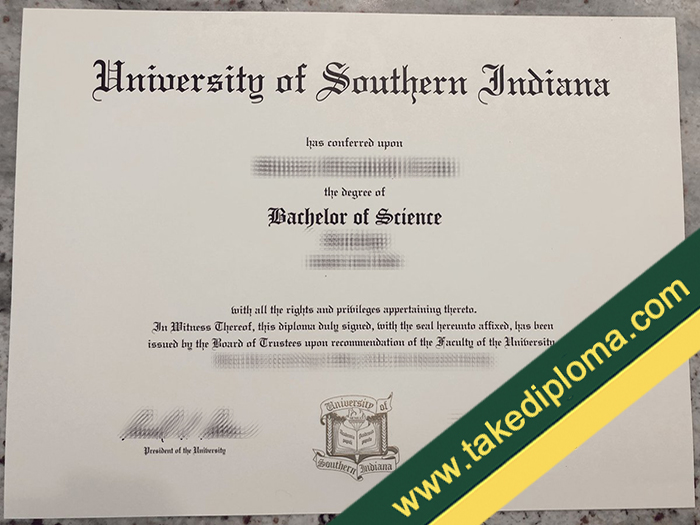 University of Southern Indiana
has conferred upon
the degree of
Bachelor of Science
with all the rights and privileges appertaining thereto.
In Witness Thereof, this diploma duly signed, with the seal hereunto affixed, has been
issued by the Board of Trustees upon recommendation of the Faculty of the University
University of
Southern Indiana
President of the University
www.takediploma.com